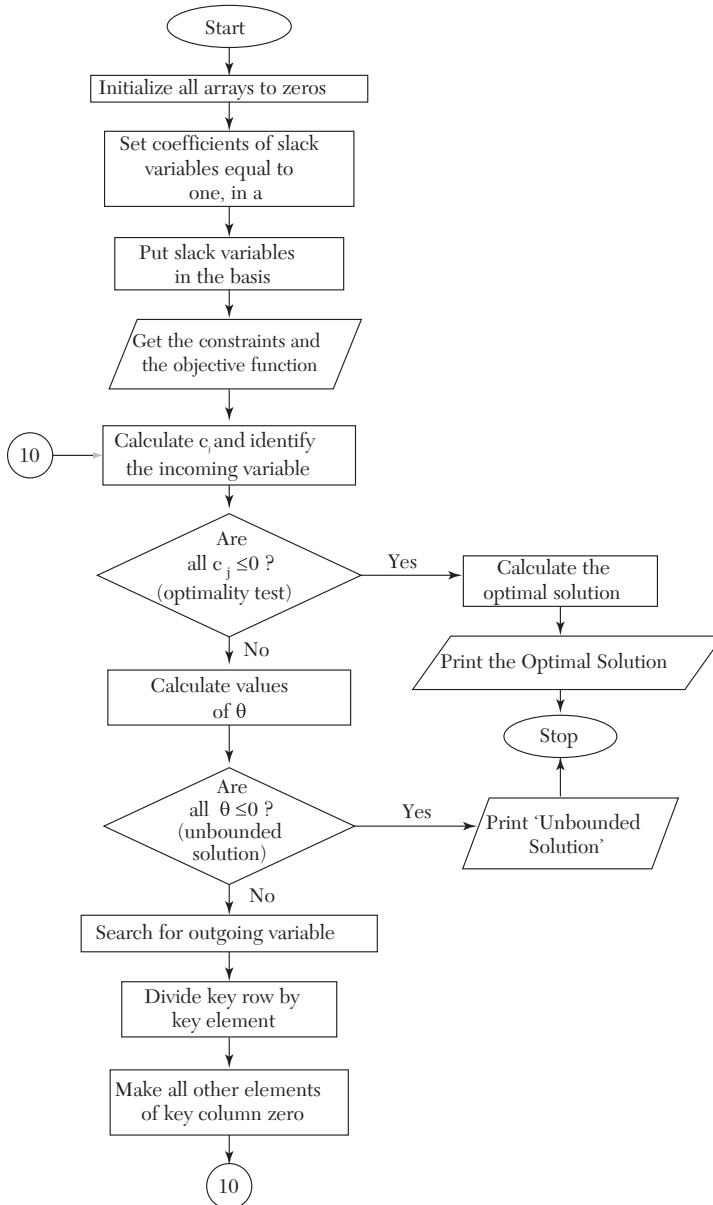 Start
Initialize all arrays to zeros
Set coefficients of slack
variables equal to
one, in a
Put slack variables
in the basis
Get the constraints and
the objective function
10
Calculate cj and identify
the incoming variable
Are
all c j ≤0 ?
(optimality test)
Yes
Calculate the
optimal solution
Print the Optimal Solution
Stop
No
Calculate values
of θ
Are
all θ ≤0 ?
(unbounded
solution)
Yes
Print ‘Unbounded
Solution’
No
Search for outgoing variable
Divide key row by
key element
Make all other elements
of key column zero
10